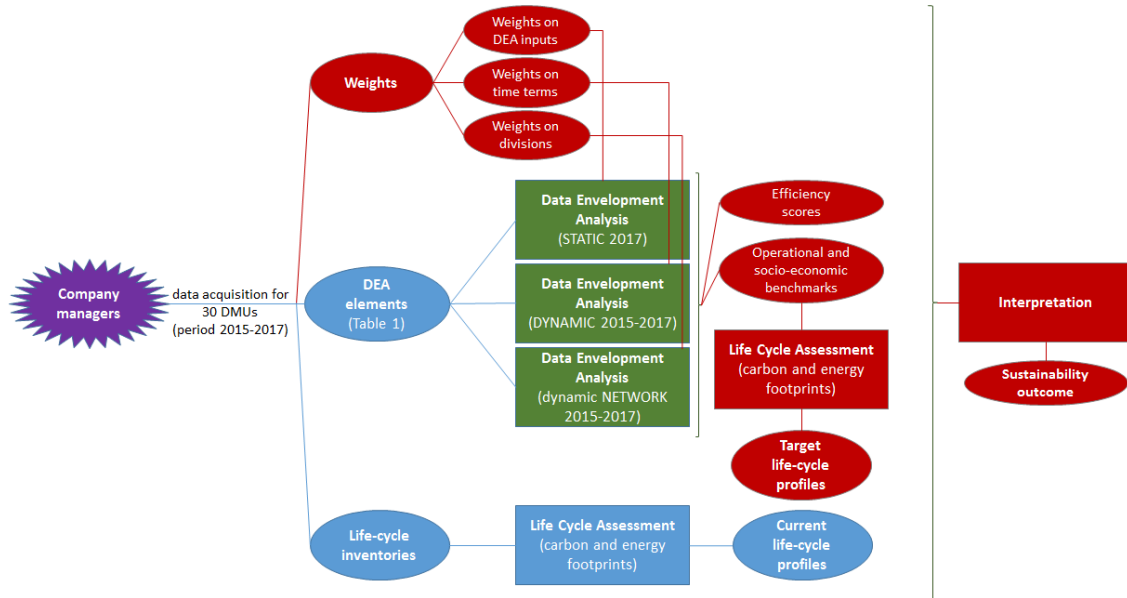 Weights on
DEA inputs
Weights
Weights on
time terms
Weights on
divisions
Data Envelopment
Analysis
(STATIC 2017)
Efficiency
scores
Operational and
socio-economic
benchmarks
Company
managers
data acquisition for
30 DMUs
(period 2015-2017)
DEA
elements
(Table 1)
Data Envelopment
Analysis
(DYNAMIC 2015-2017)
Interpretation
Life Cycle Assessment
(carbon and energy
footprints)
Data Envelopment
Analysis
(dynamic NETWORK
2015-2017)
Sustainability
outcome
Target
life-cycle
profiles
Life-cycle
inventories
Life Cycle Assessment
(carbon and energy
footprints)
Current
life-cycle
profiles